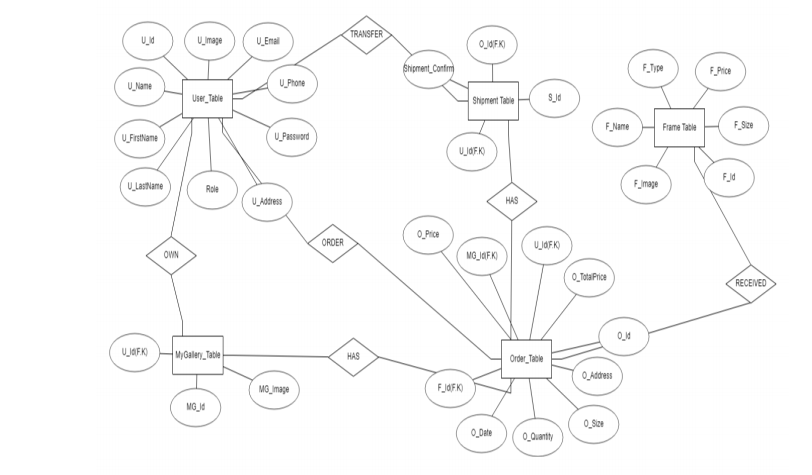 TRANSFER
U_Id
U_Image
U_Email
O_Id(F.K)
Shipment_Confirm
F_Type
F_Price
U_Name
User_Table
U_Phone
Shipment Table
S_Id
F_Name
Frame Table
F_Size
U_FirstName
U_Password
U_Id(F.K)
U_LastName
Role
U_Address
F_Image
F_Id
HAS
O_Price
MG_Id(F.K)
U_Id(F.K)
ORDER
OWN
O_TotalPrice
RECEIVED
O_Id
U_Id(F.K)
MyGallery_Table
HAS
Order_Table
MG_Image
F_Id(F.K)
O_Address
MG_Id
O_Date
O_Quantity
O_Size